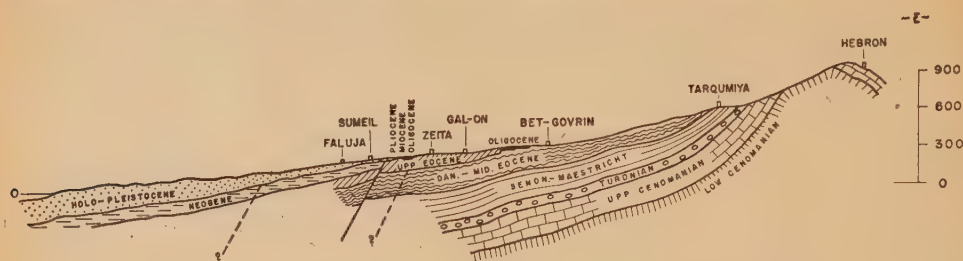 -E-
HEBRON
900
TARQUMIYA
600
PLIOCENE
MIOCENE
OLIGOCENE
SUMEIL
GAL-ON
BET-GOVRIN
FALUJA
ZEITA
OLIGOCENE
300
UPP EOCENE
DAN.- MID. EOCENE
SENON.-MAESTRICHT
TURONIAN
UPP CENOMANIAN
LOW CENOMANIAN
0
0
HOLO-PLEISTOCENE
NEOGENE
?
?